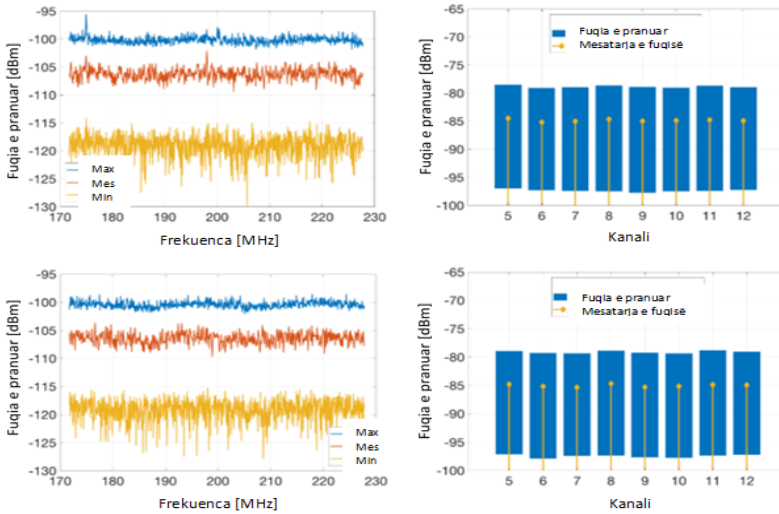 -95
-100
-105
-110
-115
-120
-125
-130
170 180 190 200 210 220 230
Fuqia e pranuar [dBm]
Frekuenca [MHz]
Max
Mes
Min
-65
-70
-75
-80
-85
-90
-95
-100
5 6 7 8 9 10 11 12
Fuqia e pranuar [dBm]
Kanali
Fuqia e pranuar
Mesatarja e fuqisë
-95
-100
-105
-110
-115
-120
-125
-130
170 180 190 200 210 220 230
Fuqia e pranuar [dBm]
Frekuenca [MHz]
Max
Mes
Min
-65
-70
-75
-80
-85
-90
-95
-100
5 6 7 8 9 10 11 12
Fuqia e pranuar [dBm]
Kanali
Fuqia e pranuar
Mesatarja e fuqisë